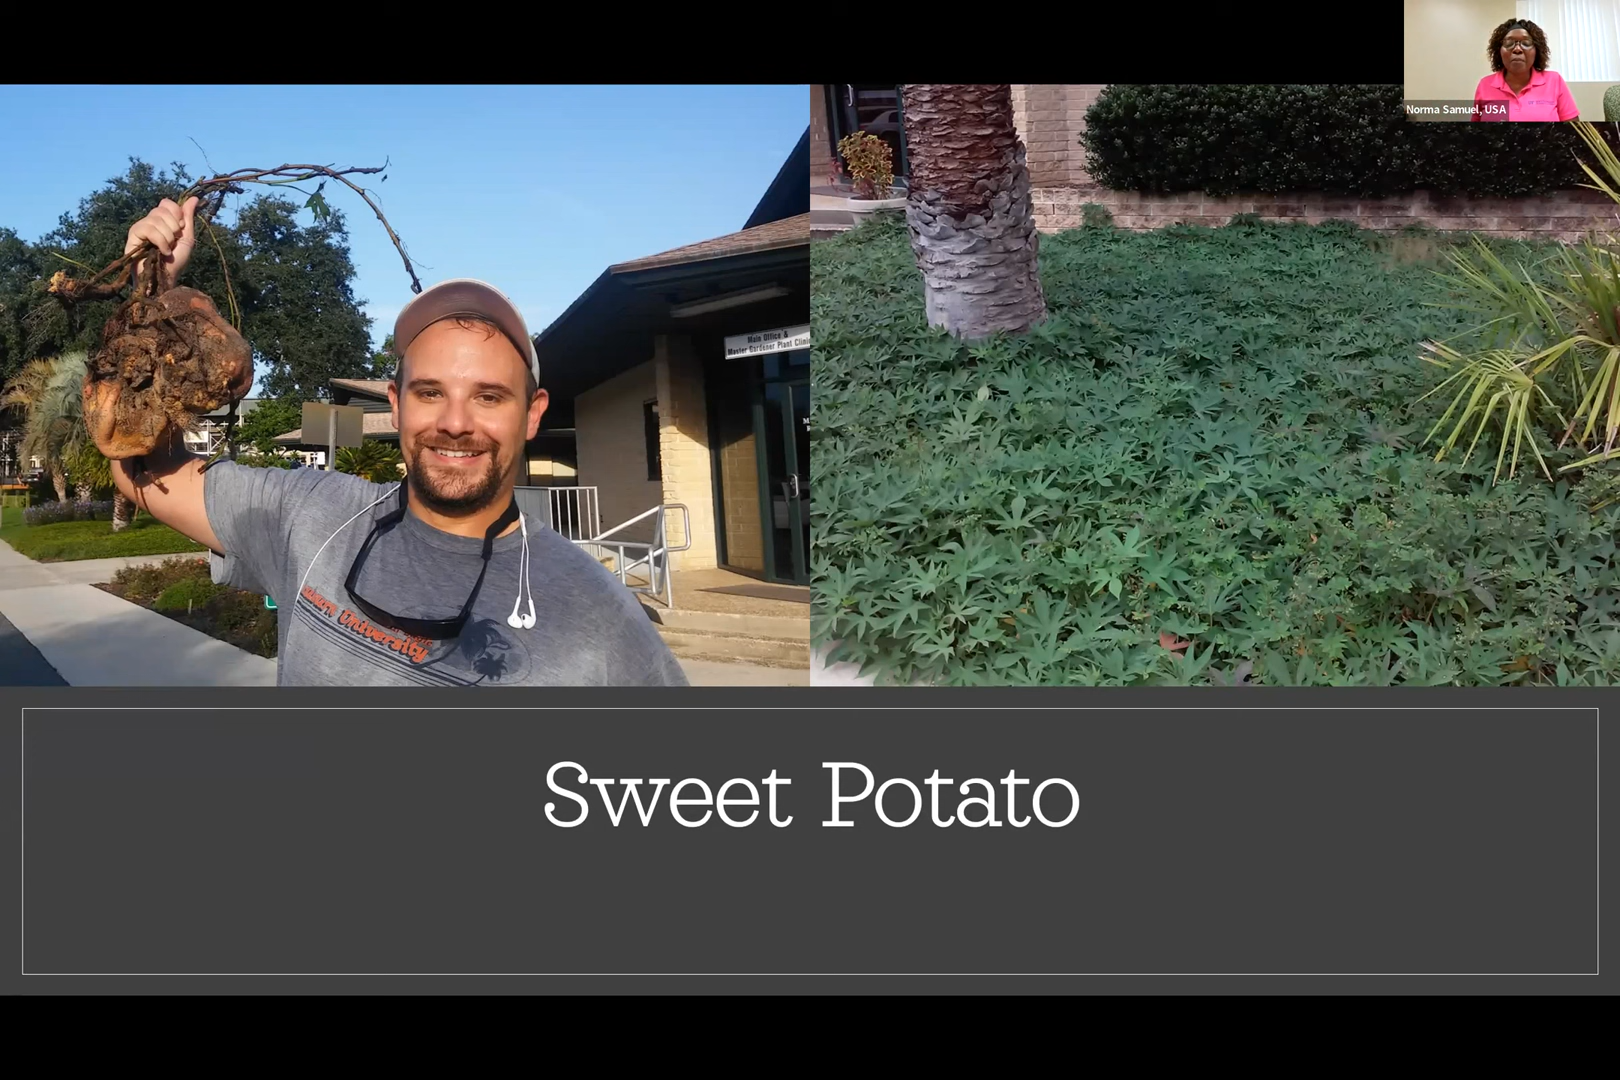 Norma Samuel, USA
Main Office &
Master Gardener Plant Clinic
University
Sweet Potato